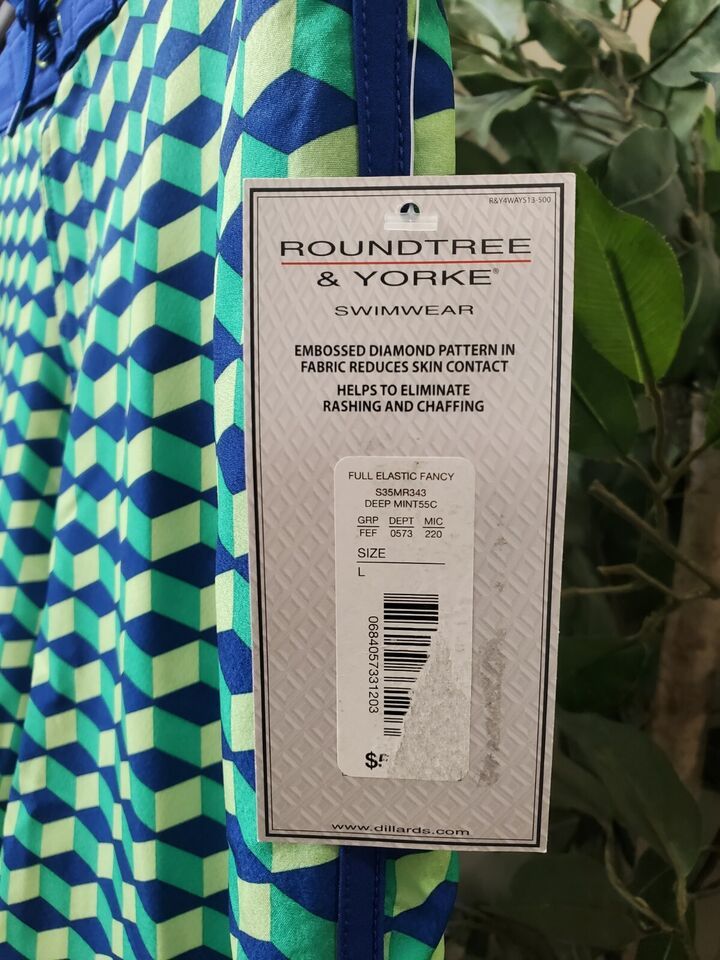 R&Y4WAYS13-500
ROUNDTREE
& YORKE®
SWIMWEAR
EMBOSSED DIAMOND PATTERN IN
FABRIC REDUCES SKIN CONTACT
HELPS TO ELIMINATE
RASHING AND CHAFFING
FULL ELASTIC FANCY
S35MR343
DEEP MINT55C
GRP DEPT MIC
FEF 0573 220
SIZE
L
0684057331203
$
www.dillards.com